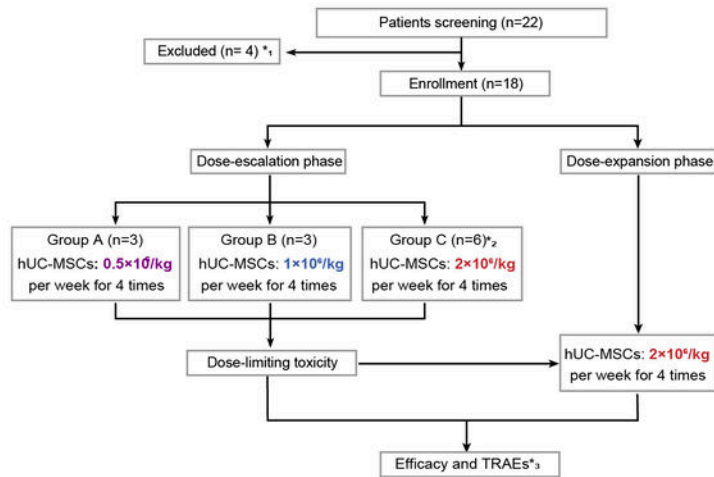 Patients screening (n=22)
Excluded (n= 4) *₁
Enrollment (n=18)
Dose-escalation phase
Dose-expansion phase
Group A (n=3)
hUC-MSCs: 0.5×10⁶/kg
per week for 4 times
Group B (n=3)
hUC-MSCs: 1×10⁶/kg
per week for 4 times
Group C (n=6)*₂
hUC-MSCs: 2×10⁶/kg
per week for 4 times
Dose-limiting toxicity
hUC-MSCs: 2×10⁶/kg
per week for 4 times
Efficacy and TRAEs*₃